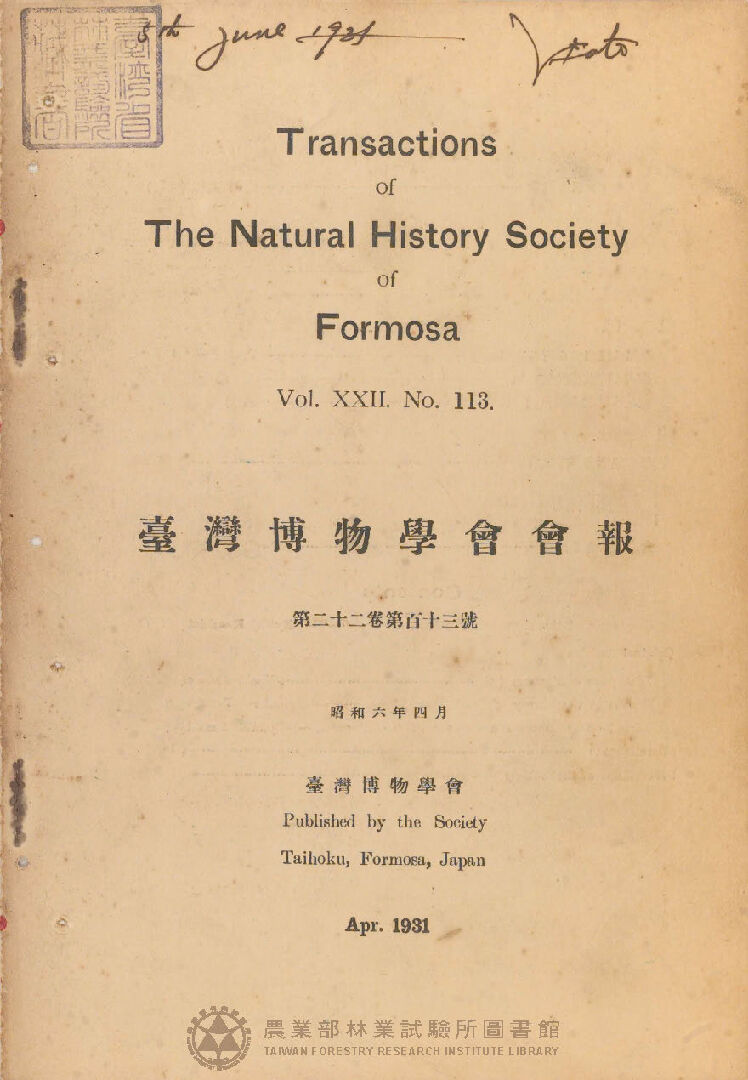 5th June 1931
Transactions
of
The Natural History Society
of
Formosa
Vol. XXII. No. 113.
臺灣博物學會會報
第二十二卷第百十三號
昭和六年四月
臺灣博物學會
Published by the Society
Taihoku, Formosa, Japan
Apr. 1931
農業部林業試驗所圖書館
TAIWAN FORESTRY RESEARCH INSTITUTE LIBRARY